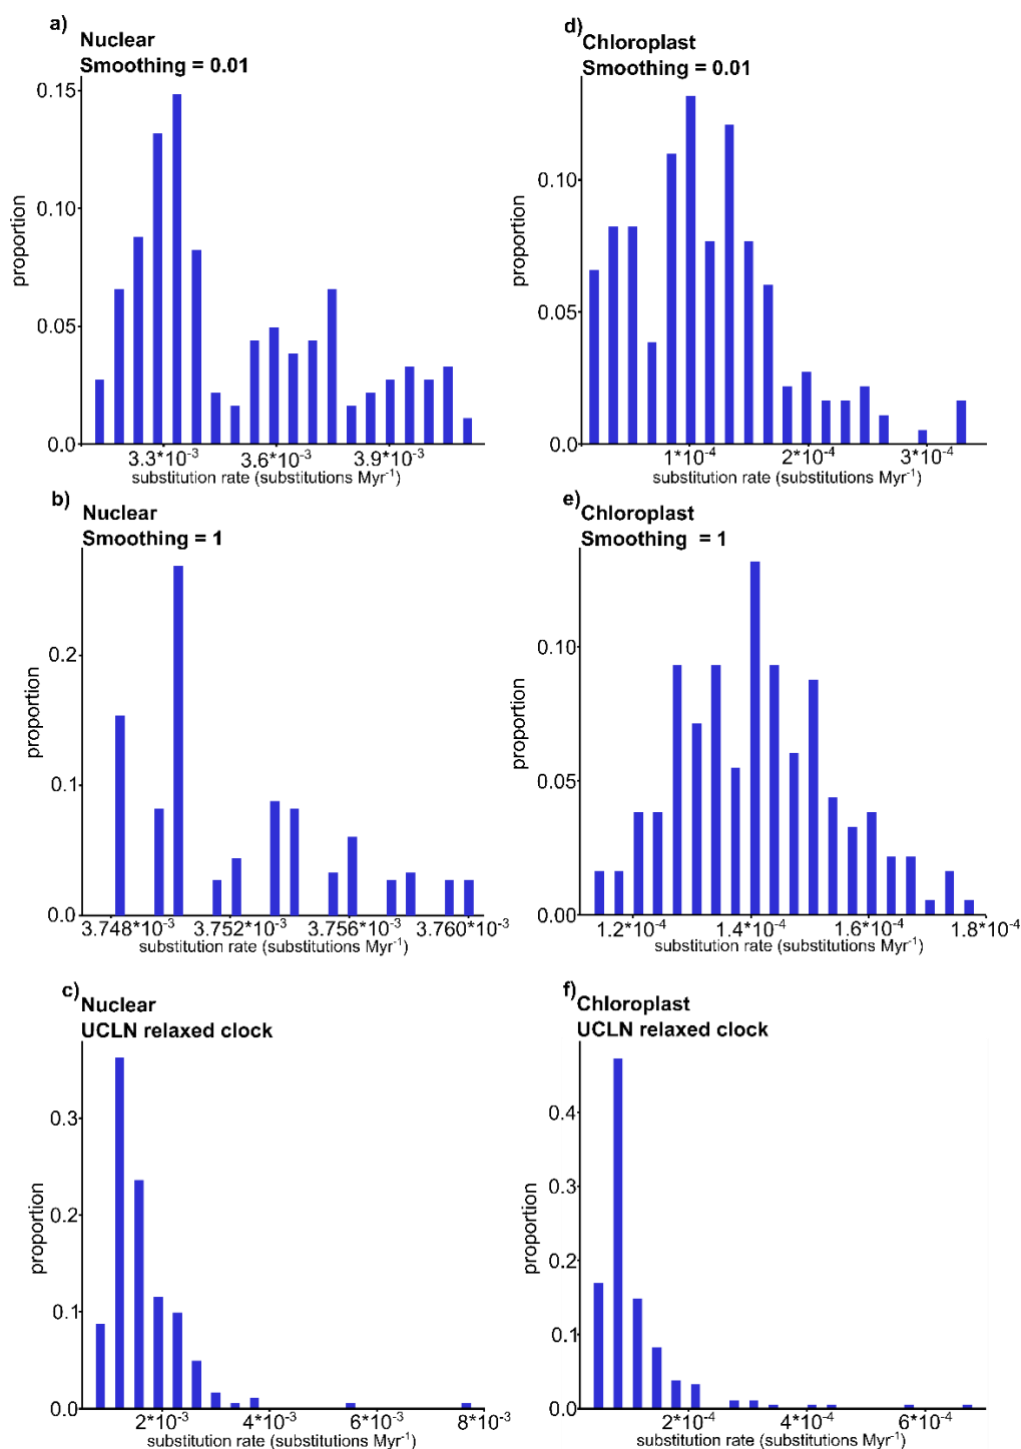 a)
Nuclear
Smoothing = 0.01
0.15
0.10
0.05
0.0
proportion
3.3*10⁻³ 3.6*10⁻³ 3.9*10⁻³
substitution rate (substitutions Myr⁻¹)
d)
Chloroplast
Smoothing = 0.01
0.10
0.05
0.0
proportion
1*10⁻⁴ 2*10⁻⁴ 3*10⁻⁴
substitution rate (substitutions Myr⁻¹)
b)
Nuclear
Smoothing = 1
0.2
0.1
0.0
proportion
3.748*10⁻³ 3.752*10⁻³ 3.756*10⁻³ 3.760*10⁻³
substitution rate (substitutions Myr⁻¹)
e)
Chloroplast
Smoothing = 1
0.10
0.05
0.00
proportion
1.2*10⁻⁴ 1.4*10⁻⁴ 1.6*10⁻⁴ 1.8*10⁻⁴
substitution rate (substitutions Myr⁻¹)
c)
Nuclear
UCLN relaxed clock
0.3
0.2
0.1
0.0
proportion
2*10⁻³ 4*10⁻³ 6*10⁻³ 8*10⁻³
substitution rate (substitutions Myr⁻¹)
f)
Chloroplast
UCLN relaxed clock
0.4
0.3
0.2
0.1
0.0
proportion
2*10⁻⁴ 4*10⁻⁴ 6*10⁻⁴
substitution rate (substitutions Myr⁻¹)